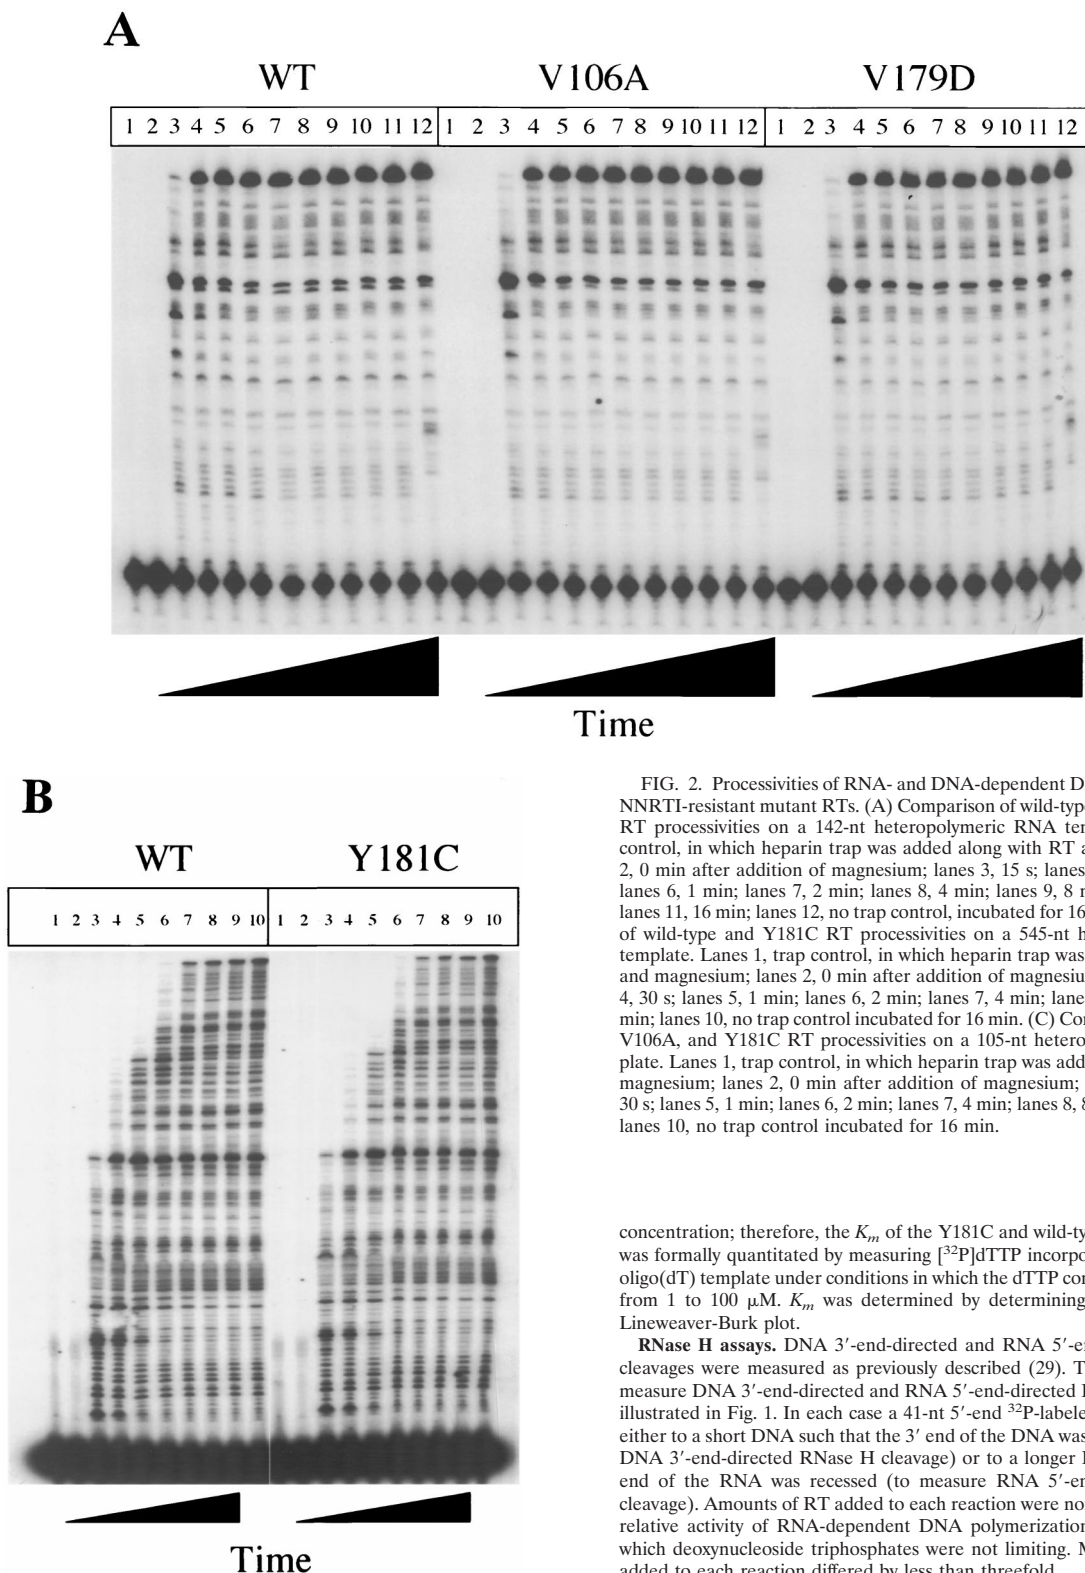 A
WT V106A V179D
1 2 3 4 5 6 7 8 9 10 11 12 1 2 3 4 5 6 7 8 9 10 11 12 1 2 3 4 5 6 7 8 9 10 11 12
Time
B
WT Y181C
1 2 3 4 5 6 7 8 9 10 1 2 3 4 5 6 7 8 9 10
Time
FIG. 2. Processivities of RNA- and DNA-dependent D
NNRTI-resistant mutant RTs. (A) Comparison of wild-type
RT processivities on a 142-nt heteropolymeric RNA ter
control, in which heparin trap was added along with RT a
2, 0 min after addition of magnesium; lanes 3, 15 s; lanes
lanes 6, 1 min; lanes 7, 2 min; lanes 8, 4 min; lanes 9, 8 m
lanes 11, 16 min; lanes 12, no trap control, incubated for 16
of wild-type and Y181C RT processivities on a 545-nt h
template. Lanes 1, trap control, in which heparin trap was
and magnesium; lanes 2, 0 min after addition of magnesiu
4, 30 s; lanes 5, 1 min; lanes 6, 2 min; lanes 7, 4 min; lane
min; lanes 10, no trap control incubated for 16 min. (C) Cor
V106A, and Y181C RT processivities on a 105-nt hetero
plate. Lanes 1, trap control, in which heparin trap was add
magnesium; lanes 2, 0 min after addition of magnesium;
30 s; lanes 5, 1 min; lanes 6, 2 min; lanes 7, 4 min; lanes 8, 8
lanes 10, no trap control incubated for 16 min.
concentration; therefore, the Km of the Y181C and wild-ty
was formally quantitated by measuring [32P]dTTP incorpo
oligo(dT) template under conditions in which the dTTP con
from 1 to 100 μM. Km was determined by determining
Lineweaver-Burk plot.
RNase H assays. DNA 3′-end-directed and RNA 5′-en
cleavages were measured as previously described (29). T
measure DNA 3′-end-directed and RNA 5′-end-directed I
illustrated in Fig. 1. In each case a 41-nt 5′-end 32P-labele
either to a short DNA such that the 3′ end of the DNA was
DNA 3′-end-directed RNase H cleavage) or to a longer I
end of the RNA was recessed (to measure RNA 5′-en
cleavage). Amounts of RT added to each reaction were no
relative activity of RNA-dependent DNA polymerization
which deoxynucleoside triphosphates were not limiting. M
added to each reaction differed by less than threefold.